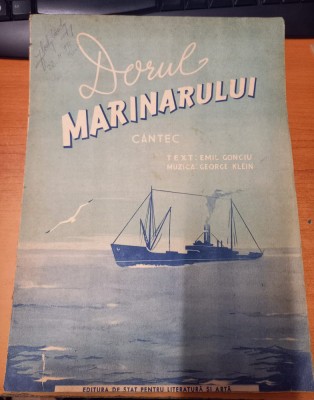 Dorul
MARINARULUI
CÂNTEC
TEXT: EMIL GONCIU
MUZICA GEORGE KLEIN
EDITURA DE STAT PENTRU LITERATURĂ ȘI ARTĂ